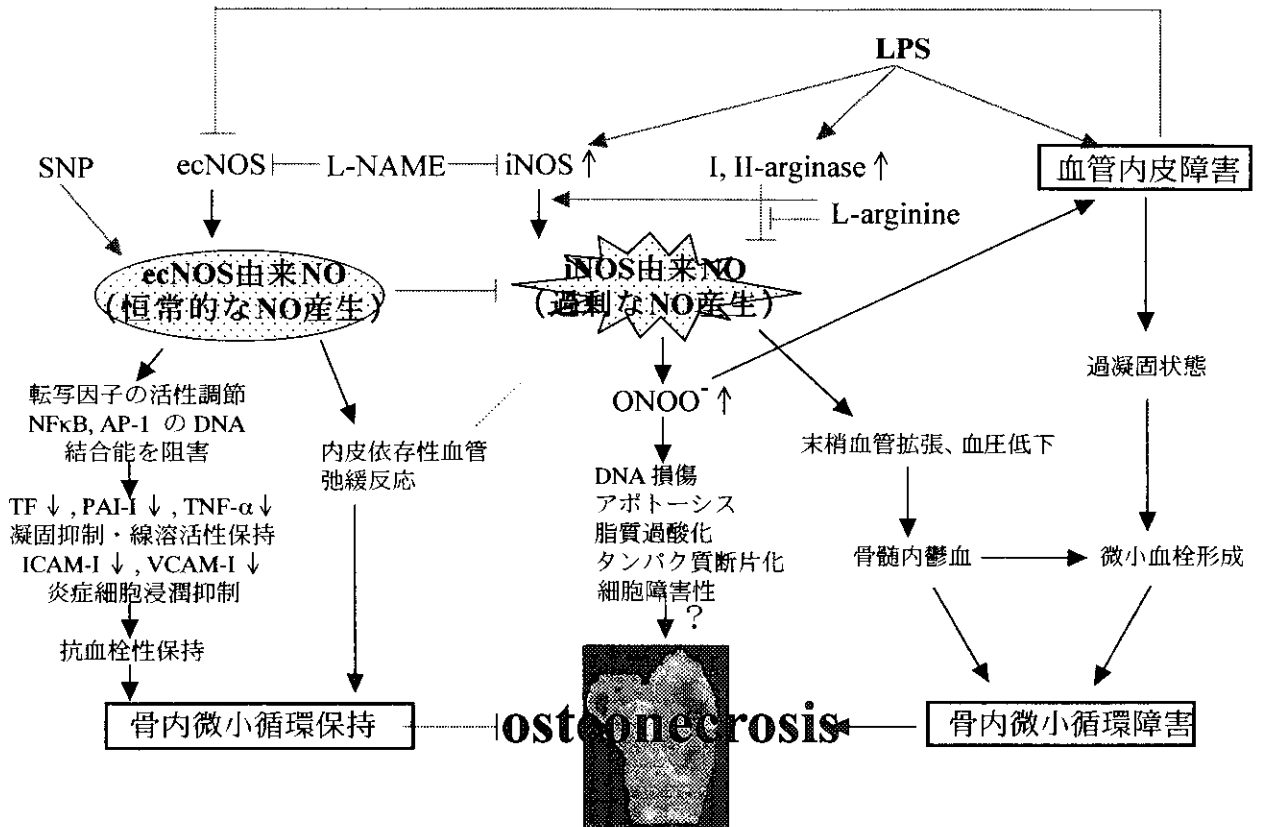 LPS
SNP
ecNOS
L-NAME
iNOS ↑
I, II-arginase ↑
血管内皮障害
L-arginine
ecNOS由来NO
（恒常的なNO産生）
iNOS由来NO
（過剰なNO産生）
転写因子の活性調節
NFκB, AP-1 の DNA
結合能を阻害
内皮依存性血管
弛緩反応
ONOO⁻ ↑
過凝固状態
末梢血管拡張、血圧低下
TF ↓ , PAI-I ↓ , TNF-α ↓
凝固抑制・線溶活性保持
ICAM-I ↓ , VCAM-I ↓
炎症細胞浸潤抑制
DNA 損傷
アポトーシス
脂質過酸化
タンパク質断片化
細胞障害性
?
骨髄内鬱血
微小血栓形成
抗血栓性保持
骨内微小循環保持
osteonecrosis
骨内微小循環障害